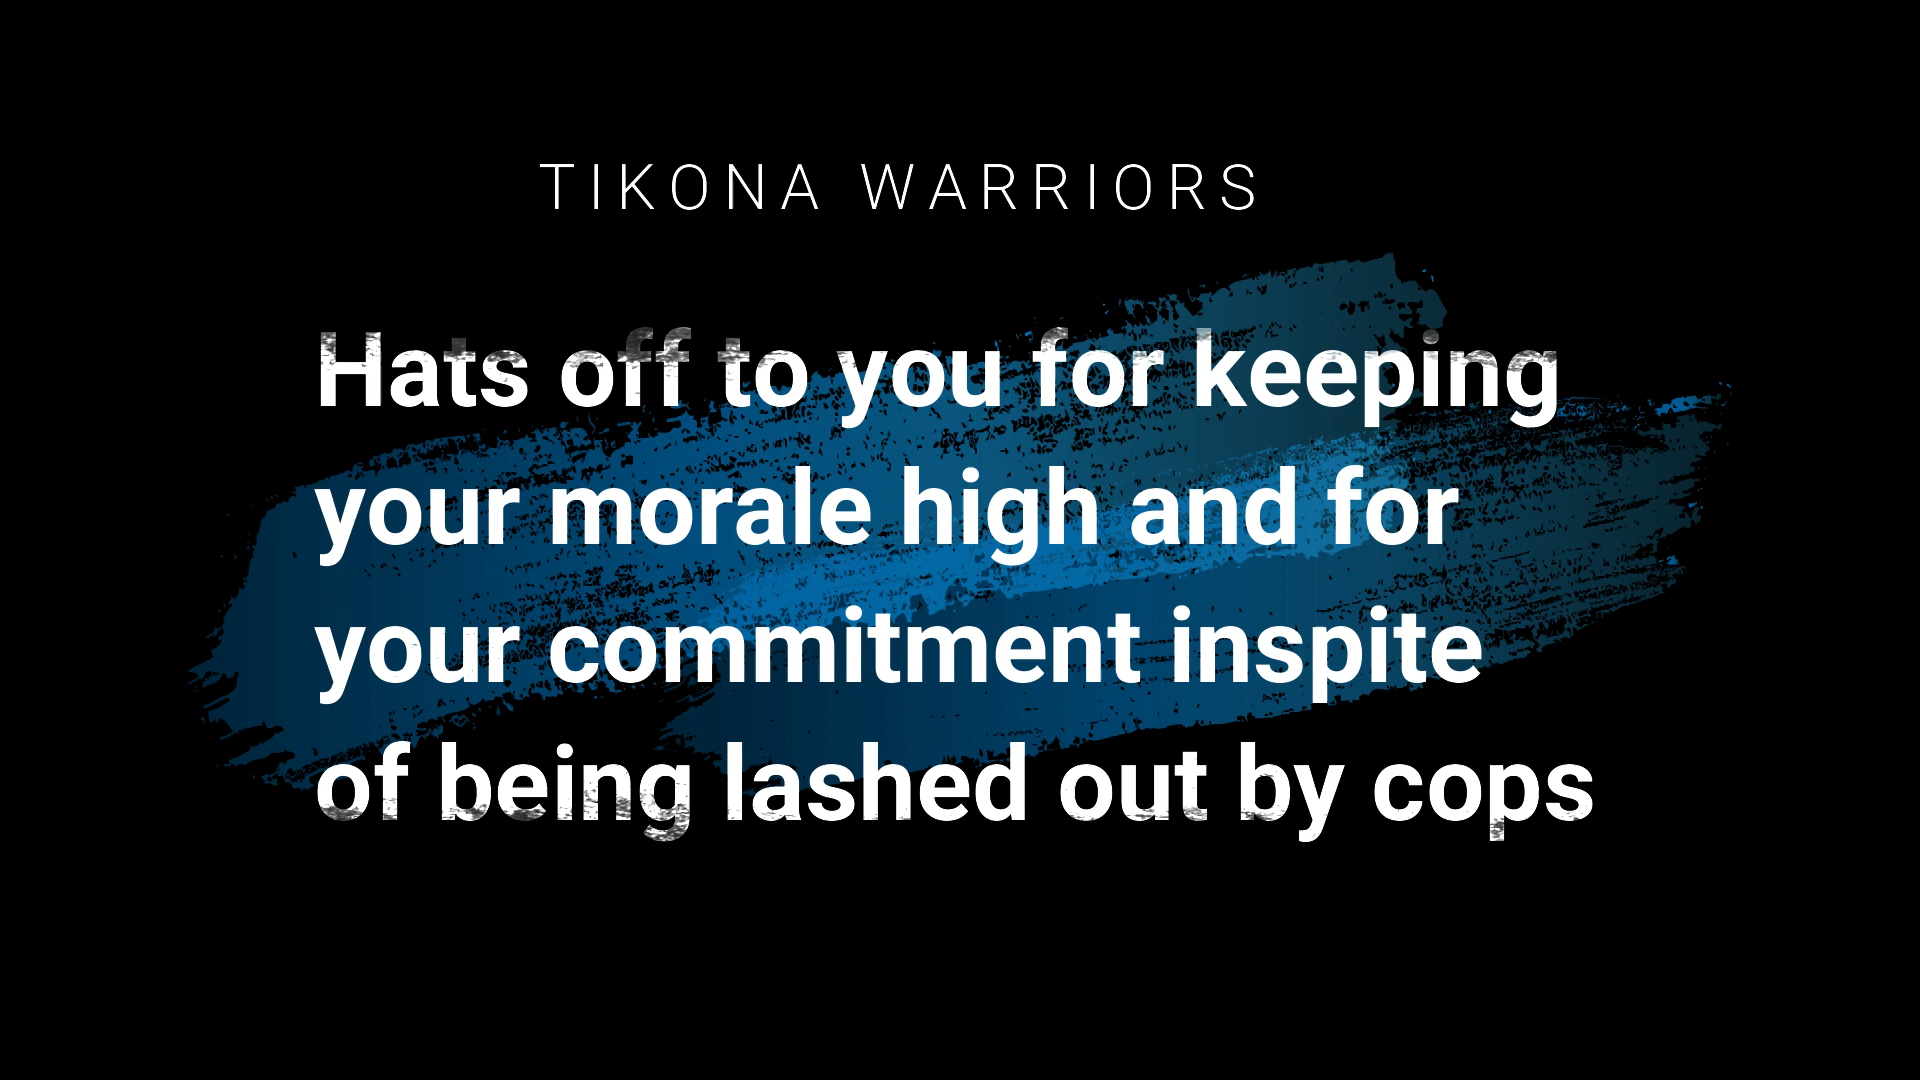 TIKONA WARRIORS
Hats off to you for keeping
your morale high and for
your commitment inspite
of being lashed out by cops